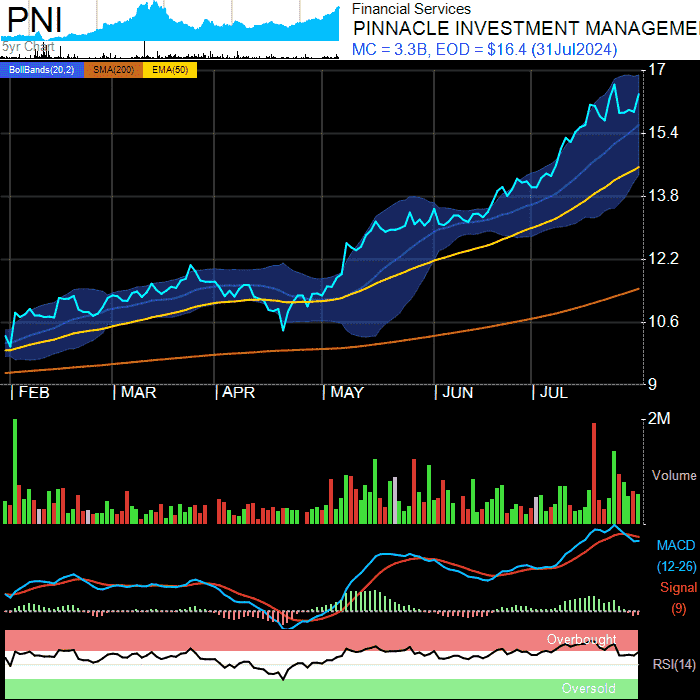 PNI
5yr Chart
Financial Services
PINNACLE INVESTMENT MANAGEME
MC = 3.3B, EOD = $16.4 (31Jul2024)
BollBands(20,2) SMA(200) EMA(50)
17
15.4
13.8
12.2
10.6
9
FEB MAR APR MAY JUN JUL
2M
Volume
MACD
(12-26)
Signal
(9)
Overbought
RSI(14)
Oversold